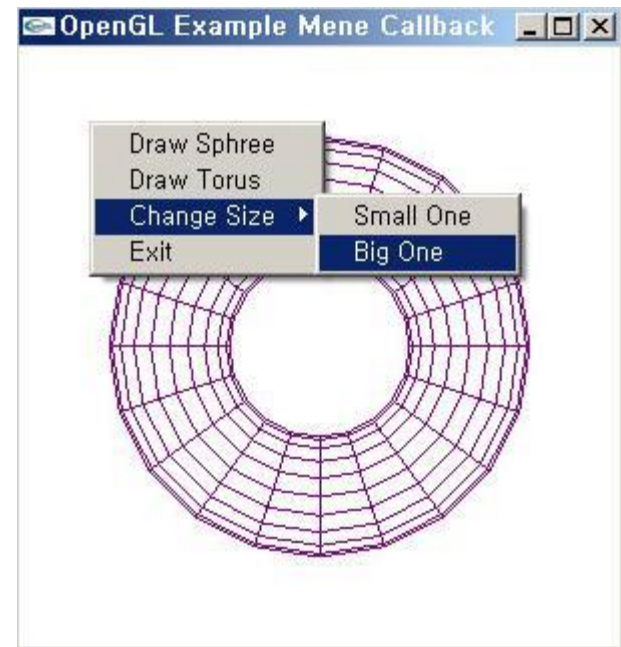 OpenGL Example Mene Callback
Draw Sphree
Draw Torus
Change Size
Exit
Small One
Big One